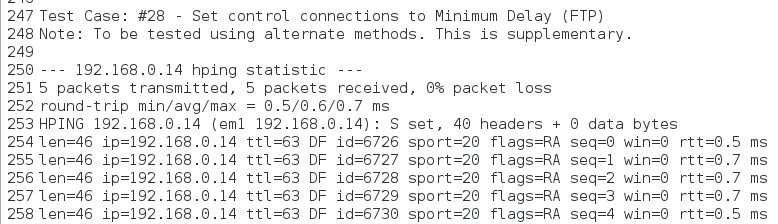 247 Test Case: #28 - Set control connections to Minimum Delay (FTP)
248 Note: To be tested using alternate methods. This is supplementary.
249
250 --- 192.168.0.14 hping statistic ---
251 5 packets transmitted, 5 packets received, 0% packet loss
252 round-trip min/avg/max = 0.5/0.6/0.7 ms
253 HPING 192.168.0.14 (em1 192.168.0.14): S set, 40 headers + 0 data bytes
254 len=46 ip=192.168.0.14 ttl=63 DF id=6726 sport=20 flags=RA seq=0 win=0 rtt=0.5 ms
255 len=46 ip=192.168.0.14 ttl=63 DF id=6727 sport=20 flags=RA seq=1 win=0 rtt=0.7 ms
256 len=46 ip=192.168.0.14 ttl=63 DF id=6728 sport=20 flags=RA seq=2 win=0 rtt=0.7 ms
257 len=46 ip=192.168.0.14 ttl=63 DF id=6729 sport=20 flags=RA seq=3 win=0 rtt=0.7 ms
258 len=46 ip=192.168.0.14 ttl=63 DF id=6730 sport=20 flags=RA seq=4 win=0 rtt=0.5 ms